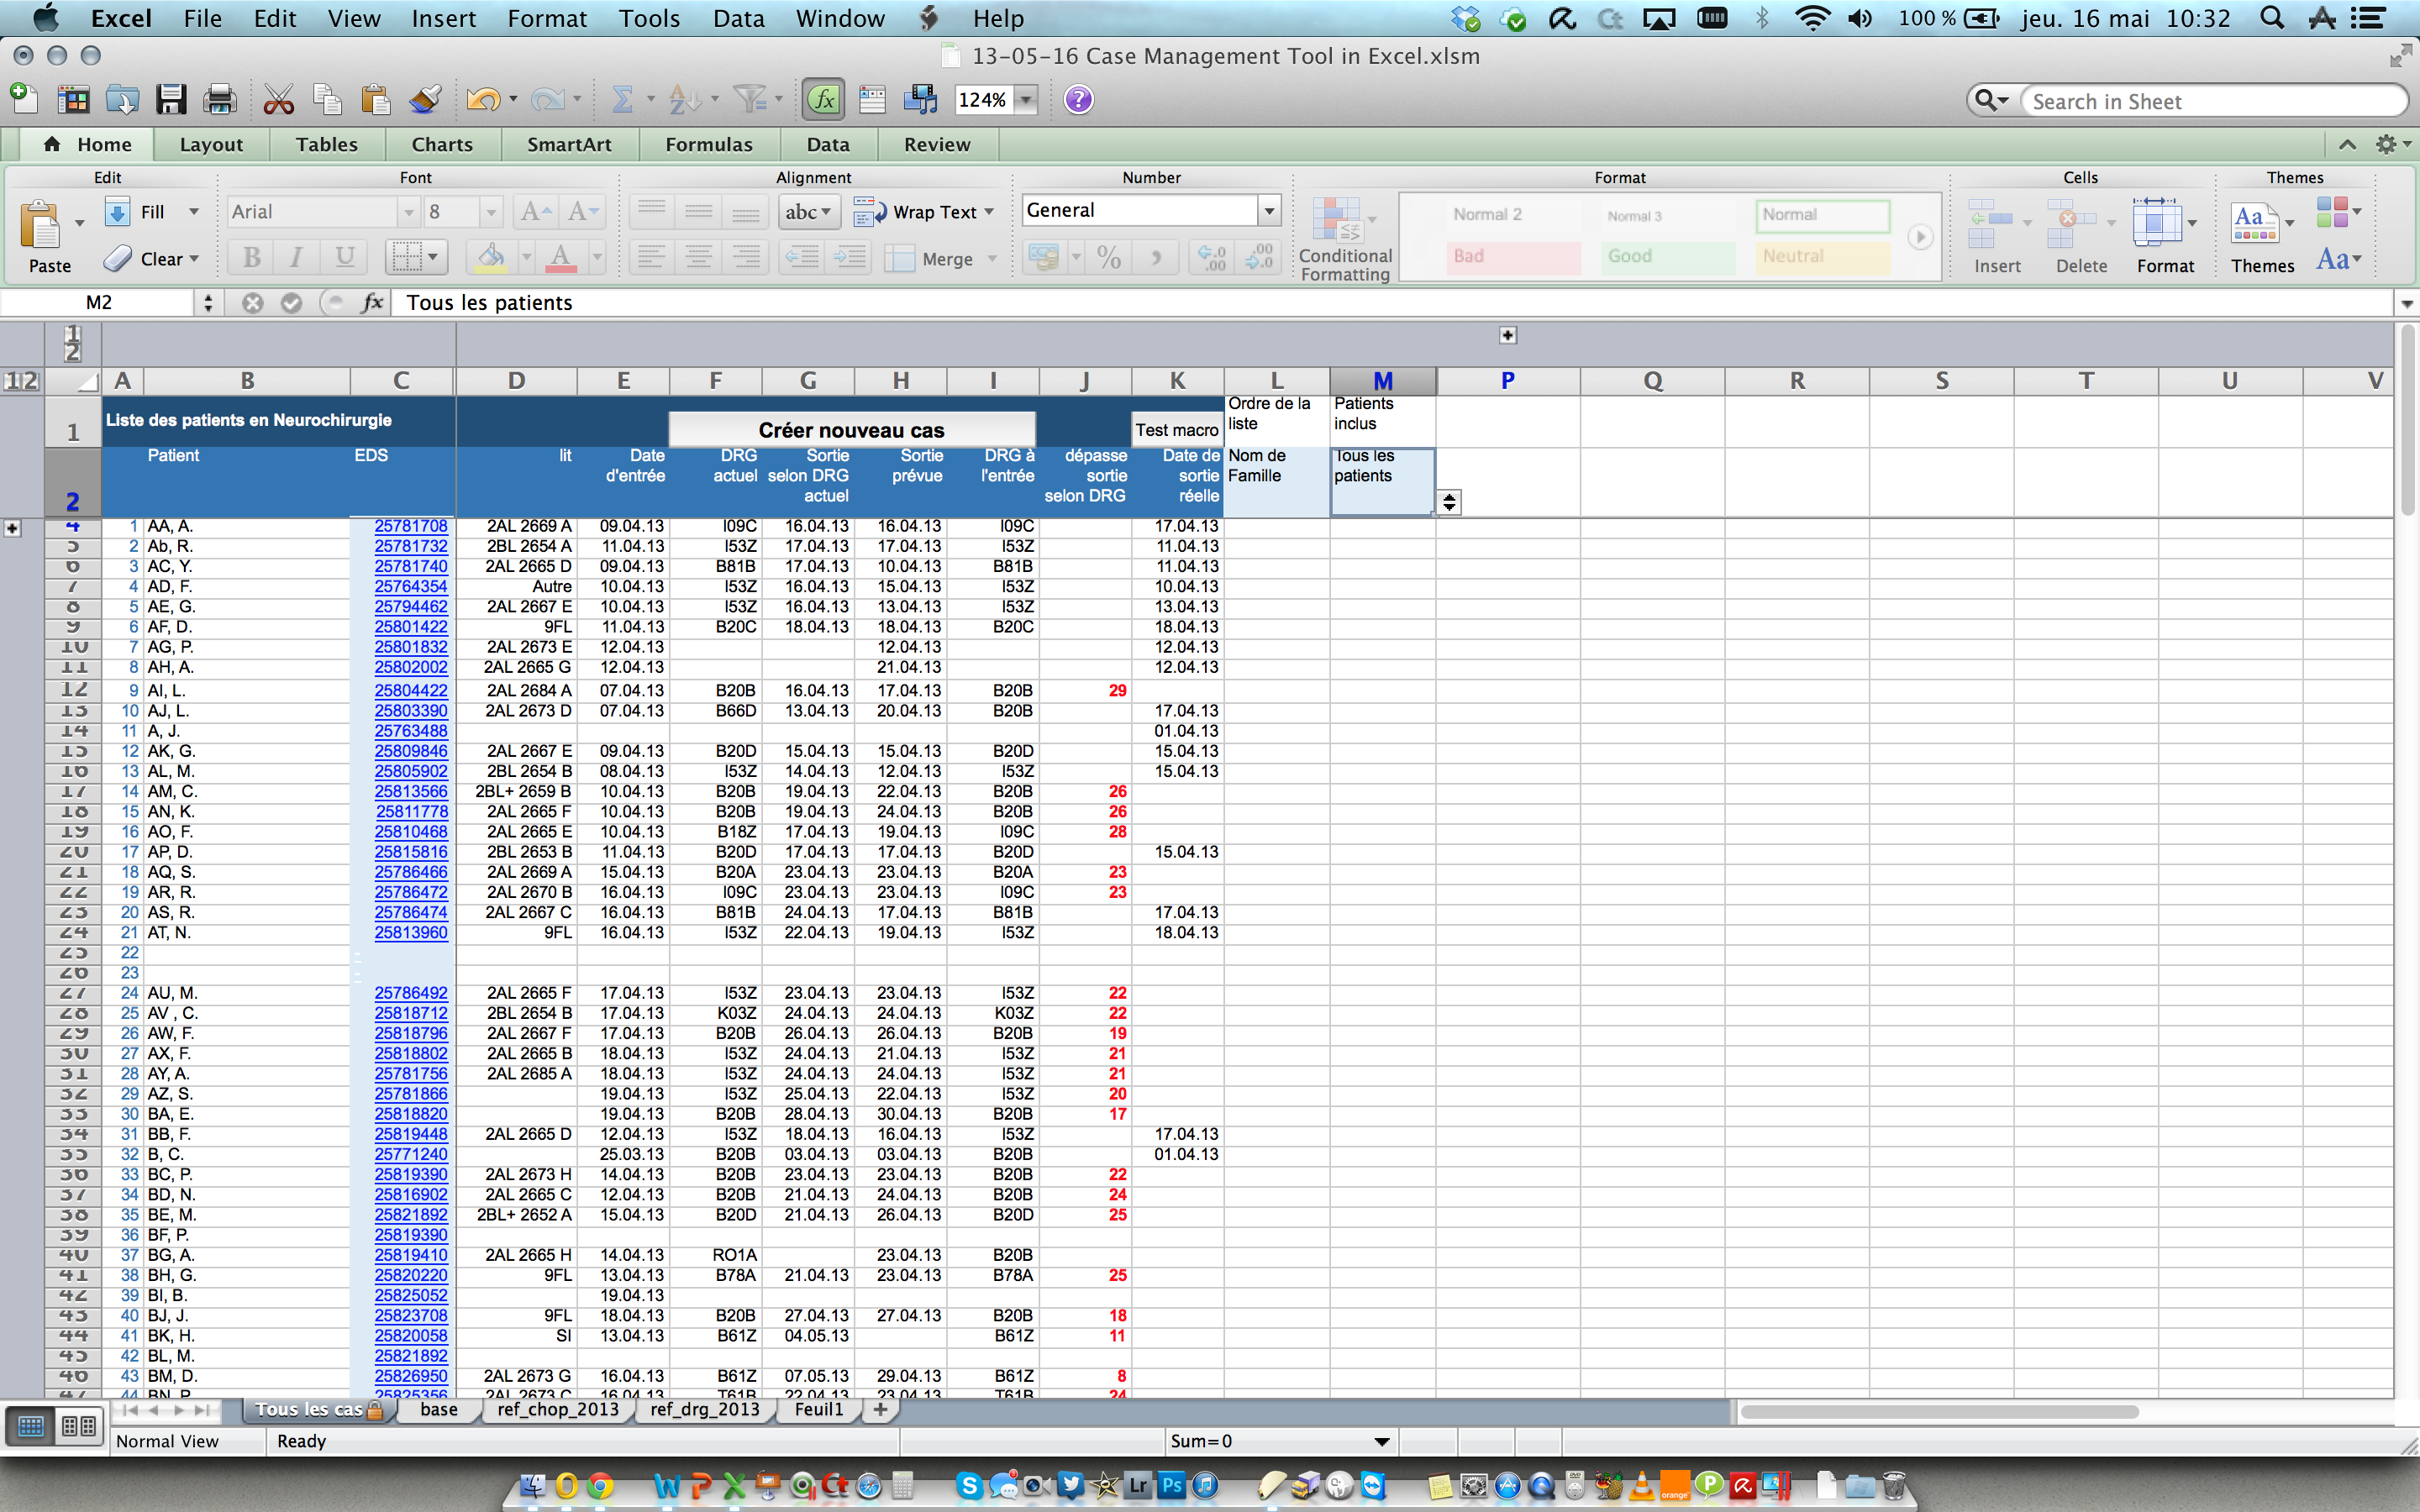 Excel File Edit View Insert Format Tools Data Window Help 100 % jeu. 16 mai 10:32
13-05-16 Case Management Tool in Excel.xlsm
124% Search in Sheet
Home Layout Tables Charts SmartArt Formulas Data Review
Edit Font Alignment Number Format Cells Themes
Fill Arial 8 abc Wrap Text General Normal 2 Normal 3 Normal
Paste Clear B I U Merge % Conditional Formatting Bad Good Neutral Insert Delete Format Themes Aa
M2 fx Tous les patients
1
2
1 2 A B C D E F G H I J K L M P Q R S T U V
1 Liste des patients en Neurochirurgie Créer nouveau cas Test macro Ordre de la liste Patients inclus
2 Patient EDS lit Date d'entrée DRG actuel Sortie selon DRG actuel Sortie prévue DRG à l'entrée dépasse sortie selon DRG Date de sortie réelle Nom de Famille Tous les patients
4 1 AA, A. 25781708 2AL 2669 A 09.04.13 I09C 16.04.13 16.04.13 I09C 17.04.13
5 2 Ab, R. 25781732 2BL 2654 A 11.04.13 I53Z 17.04.13 17.04.13 I53Z 11.04.13
6 3 AC, Y. 25781740 2AL 2665 D 09.04.13 B81B 17.04.13 10.04.13 B81B 11.04.13
7 4 AD, F. 25764354 Autre 10.04.13 I53Z 16.04.13 15.04.13 I53Z 10.04.13
8 5 AE, G. 25794462 2AL 2667 E 10.04.13 I53Z 16.04.13 13.04.13 I53Z 13.04.13
9 6 AF, D. 25801422 9FL 11.04.13 B20C 18.04.13 18.04.13 B20C 18.04.13
10 7 AG, P. 25801832 2AL 2673 E 12.04.13 12.04.13 12.04.13
11 8 AH, A. 25802002 2AL 2665 G 12.04.13 21.04.13 12.04.13
12 9 AI, L. 25804422 2AL 2684 A 07.04.13 B20B 16.04.13 17.04.13 B20B 29
13 10 AJ, L. 25803390 2AL 2673 D 07.04.13 B66D 13.04.13 20.04.13 B20B 17.04.13
14 11 A, J. 25763488 01.04.13
15 12 AK, G. 25809846 2AL 2667 E 09.04.13 B20D 15.04.13 15.04.13 B20D 15.04.13
16 13 AL, M. 25805902 2BL 2654 B 08.04.13 I53Z 14.04.13 12.04.13 I53Z 15.04.13
17 14 AM, C. 25813566 2BL+ 2659 B 10.04.13 B20B 19.04.13 22.04.13 B20B 26
18 15 AN, K. 25811778 2AL 2665 F 10.04.13 B20B 19.04.13 24.04.13 B20B 26
19 16 AO, F. 25810468 2AL 2665 E 10.04.13 B18Z 17.04.13 19.04.13 I09C 28
20 17 AP, D. 25815816 2BL 2653 B 11.04.13 B20D 17.04.13 17.04.13 B20D 15.04.13
21 18 AQ, S. 25786466 2AL 2669 A 15.04.13 B20A 23.04.13 23.04.13 B20A 23
22 19 AR, R. 25786472 2AL 2670 B 16.04.13 I09C 23.04.13 23.04.13 I09C 23
23 20 AS, R. 25786474 2AL 2667 C 16.04.13 B81B 24.04.13 17.04.13 B81B 17.04.13
24 21 AT, N. 25813960 9FL 16.04.13 I53Z 22.04.13 19.04.13 I53Z 18.04.13
25 22
26 23
27 24 AU, M. 25786492 2AL 2665 F 17.04.13 I53Z 23.04.13 23.04.13 I53Z 22
28 25 AV , C. 25818712 2BL 2654 B 17.04.13 K03Z 24.04.13 24.04.13 K03Z 22
29 26 AW, F. 25818796 2AL 2667 F 17.04.13 B20B 26.04.13 26.04.13 B20B 19
30 27 AX, F. 25818802 2AL 2665 B 18.04.13 I53Z 24.04.13 21.04.13 I53Z 21
31 28 AY, A. 25781756 2AL 2685 A 18.04.13 I53Z 24.04.13 24.04.13 I53Z 21
32 29 AZ, S. 25781866 19.04.13 I53Z 25.04.13 22.04.13 I53Z 20
33 30 BA, E. 25818820 19.04.13 B20B 28.04.13 30.04.13 B20B 17
34 31 BB, F. 25819448 2AL 2665 D 12.04.13 I53Z 18.04.13 16.04.13 I53Z 17.04.13
35 32 B, C. 25771240 25.03.13 B20B 03.04.13 03.04.13 B20B 01.04.13
36 33 BC, P. 25819390 2AL 2673 H 14.04.13 B20B 23.04.13 23.04.13 B20B 22
37 34 BD, N. 25816902 2AL 2665 C 12.04.13 B20B 21.04.13 24.04.13 B20B 24
38 35 BE, M. 25821892 2BL+ 2652 A 15.04.13 B20D 21.04.13 26.04.13 B20D 25
39 36 BF, P. 25819390
40 37 BG, A. 25819410 2AL 2665 H 14.04.13 RO1A 23.04.13 B20B
41 38 BH, G. 25820220 9FL 13.04.13 B78A 21.04.13 23.04.13 B78A 25
42 39 BI, B. 25825052 19.04.13
43 40 BJ, J. 25823708 9FL 18.04.13 B20B 27.04.13 27.04.13 B20B 18
44 41 BK, H. 25820058 SI 13.04.13 B61Z 04.05.13 B61Z 11
45 42 BL, M. 25821892
46 43 BM, D. 25826950 2AL 2673 G 16.04.13 B61Z 07.05.13 29.04.13 B61Z 8
47 44 BN, P. 25825356 2AL 2673 C 16.04.13 T61B 22.04.13 23.04.13 T61B 24
Tous les cas base ref_chop_2013 ref_drg_2013 Feuil1
Normal View Ready Sum=0